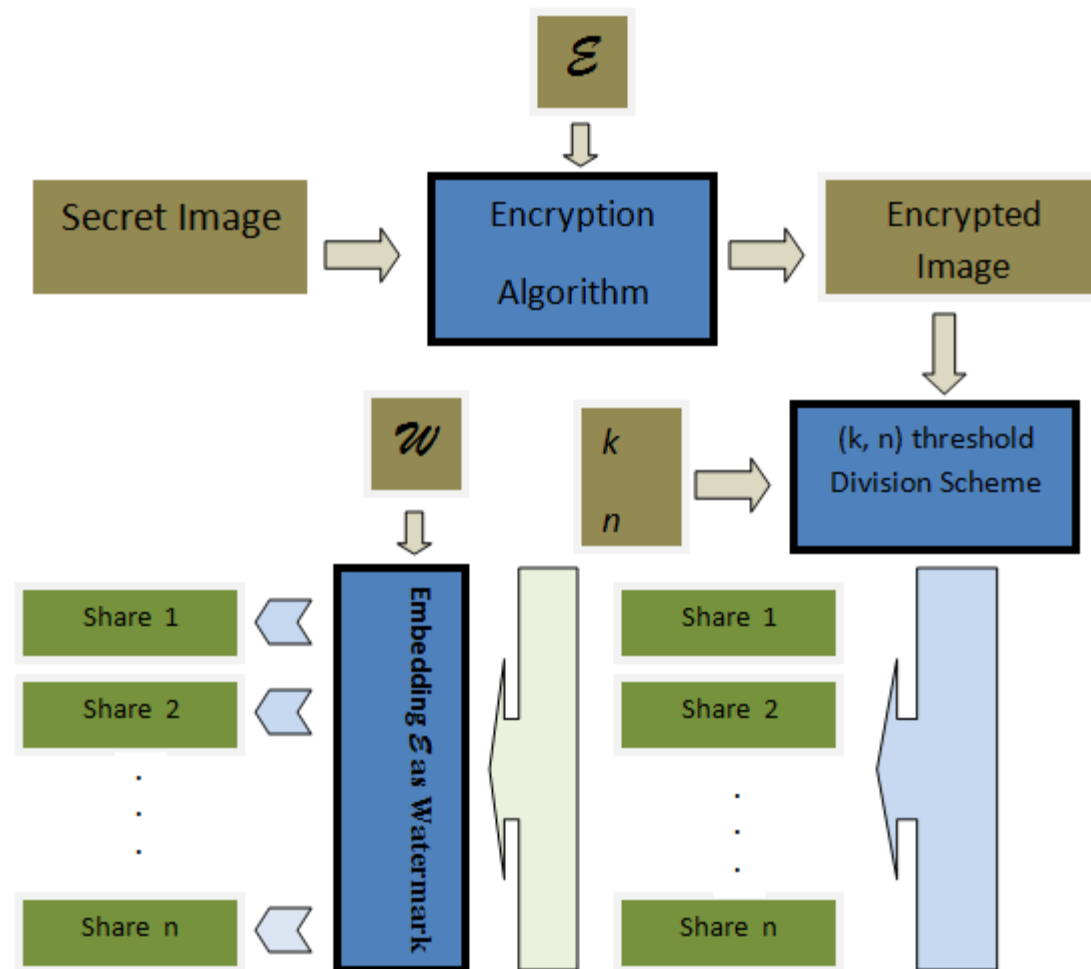 ℰ
Secret Image
Encryption
Algorithm
Encrypted
Image
𝒲
k
n
(k, n) threshold
Division Scheme
Share 1
Share 2
.
.
.
Share n
Embedding ℰ as Watermark
Share 1
Share 2
.
.
.
Share n